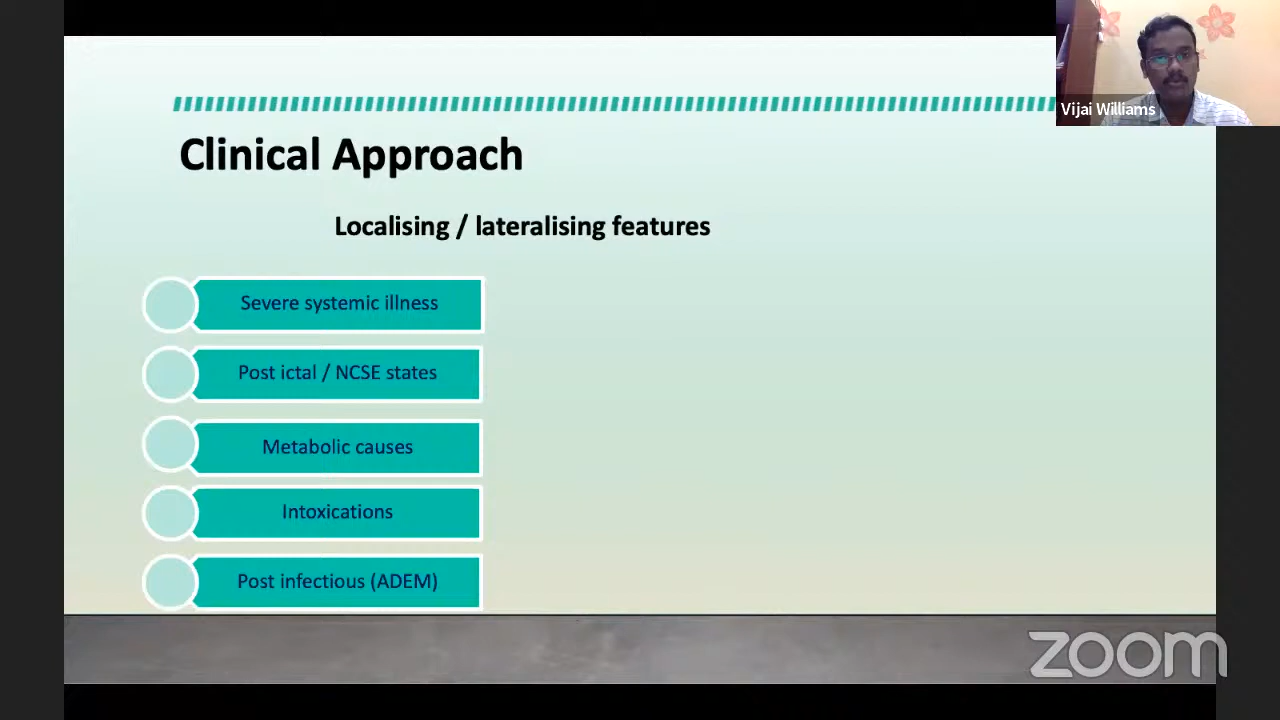 Vijai Williams
Clinical Approach
Localising / lateralising features
Severe systemic illness
Post ictal / NCSE states
Metabolic causes
Intoxications
Post infectious (ADEM)
zoom